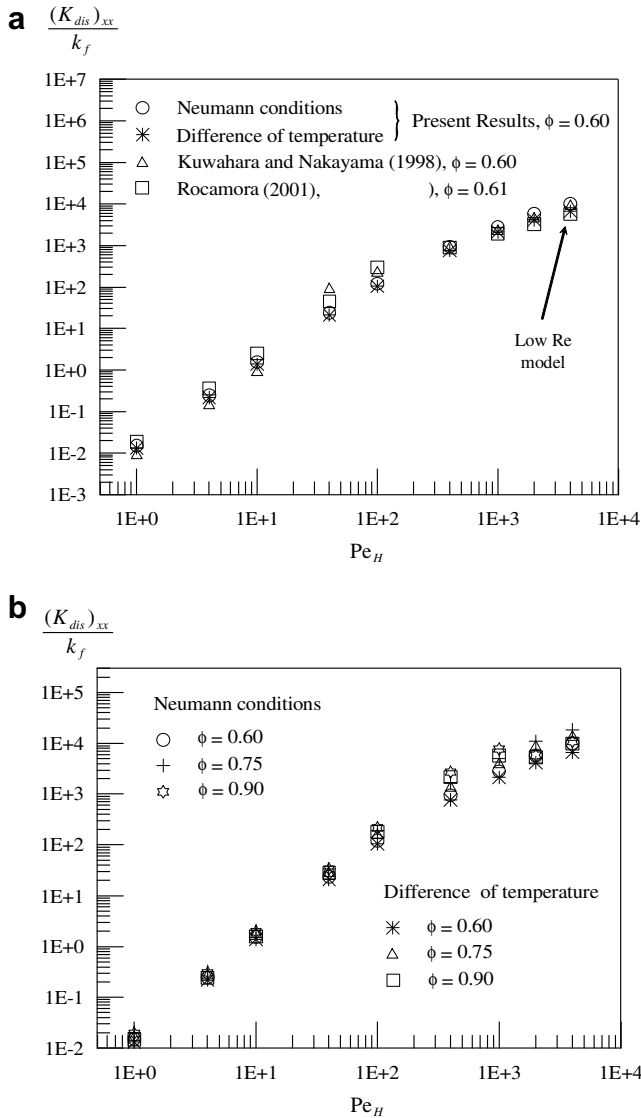 a
(K_dis)_xx
k_f
1E+7
1E+6
1E+5
1E+4
1E+3
1E+2
1E+1
1E+0
1E-1
1E-2
1E-3
Neumann conditions
Difference of temperature
Present Results, ϕ = 0.60
Kuwahara and Nakayama (1998), ϕ = 0.60
Rocamora (2001), ), ϕ = 0.61
Low Re
model
1E+0 1E+1 1E+2 1E+3 1E+4
Pe_H
b
(K_dis)_xx
k_f
1E+5
1E+4
1E+3
1E+2
1E+1
1E+0
1E-1
1E-2
Neumann conditions
ϕ = 0.60
ϕ = 0.75
ϕ = 0.90
Difference of temperature
ϕ = 0.60
ϕ = 0.75
ϕ = 0.90
1E+0 1E+1 1E+2 1E+3 1E+4
Pe_H